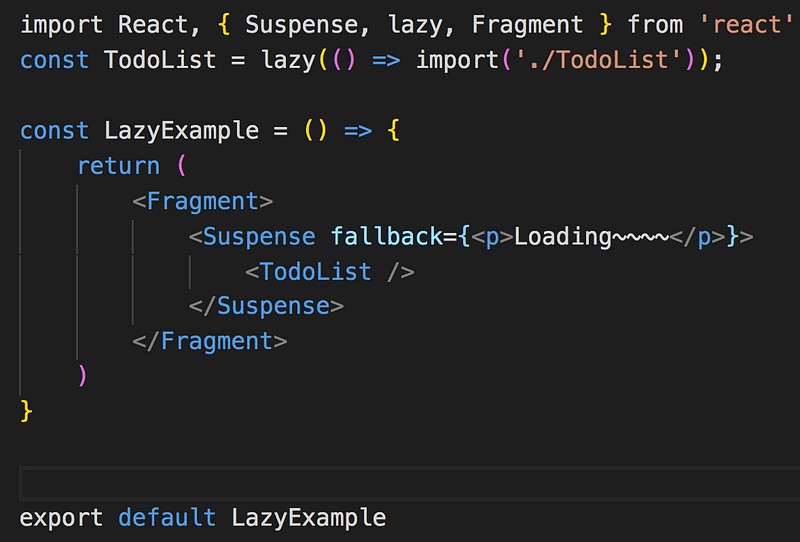 import React, { Suspense, lazy, Fragment } from 'react'
const TodoList = lazy(() => import('./TodoList'));
const LazyExample = () => {
return (
<Fragment>
<Suspense fallback={<p>Loading~~~~</p>}>
<TodoList />
</Suspense>
</Fragment>
)
}
export default LazyExample